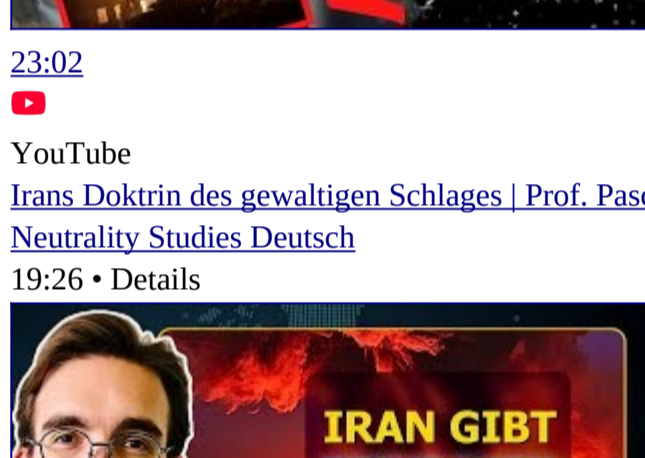 23:02
YouTube
Irans Doktrin des gewaltigen Schlages | Prof.
Neutrality Studies Deutsch
19:26 • Details
IRAN GIBT